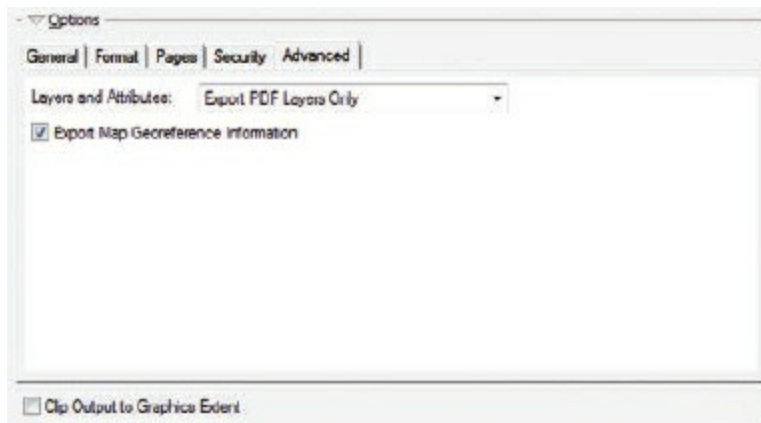 Options
General Format Pages Security Advanced
Layers and Attributes: Export PDF Layers Only
Export Map Georeference Information
Clip Output to Graphics Extent